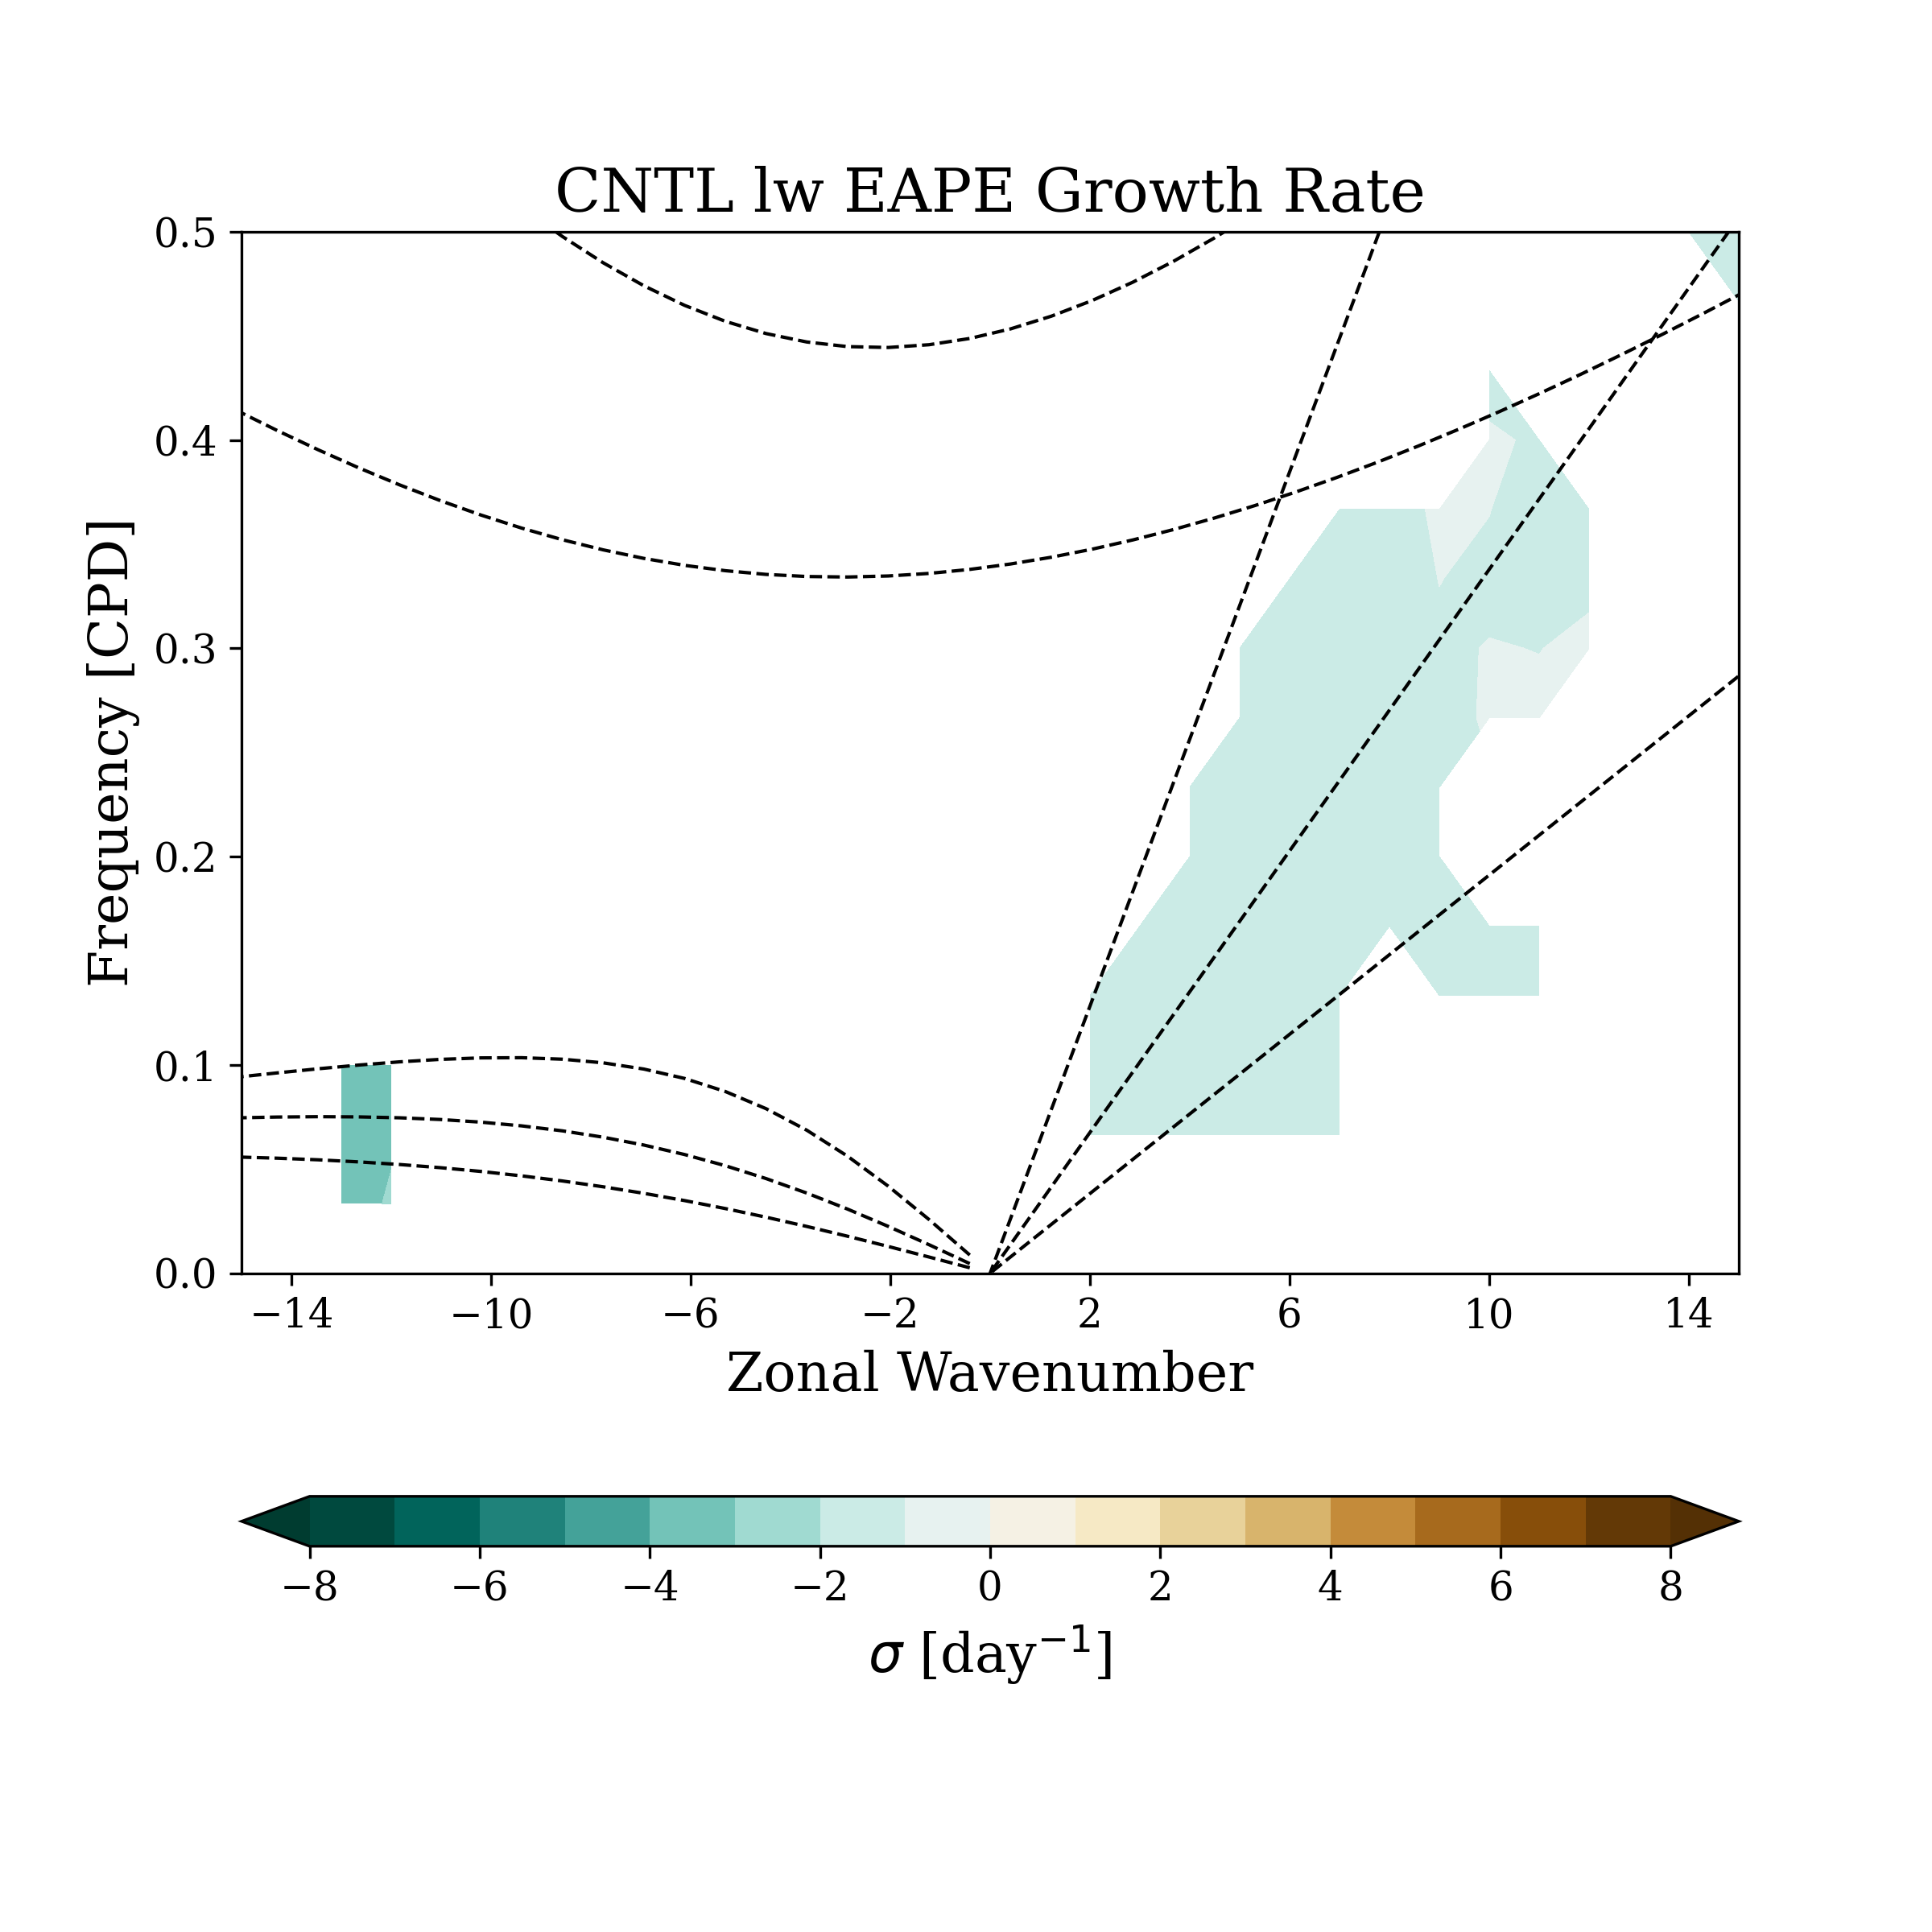 CNTL lw EAPE Growth Rate
0.5
0.4
0.3
0.2
0.1
0.0
Frequency [CPD]
−14 −10 −6 −2 2 6 10 14
Zonal Wavenumber
−8 −6 −4 −2 0 2 4 6 8
σ [day⁻¹]